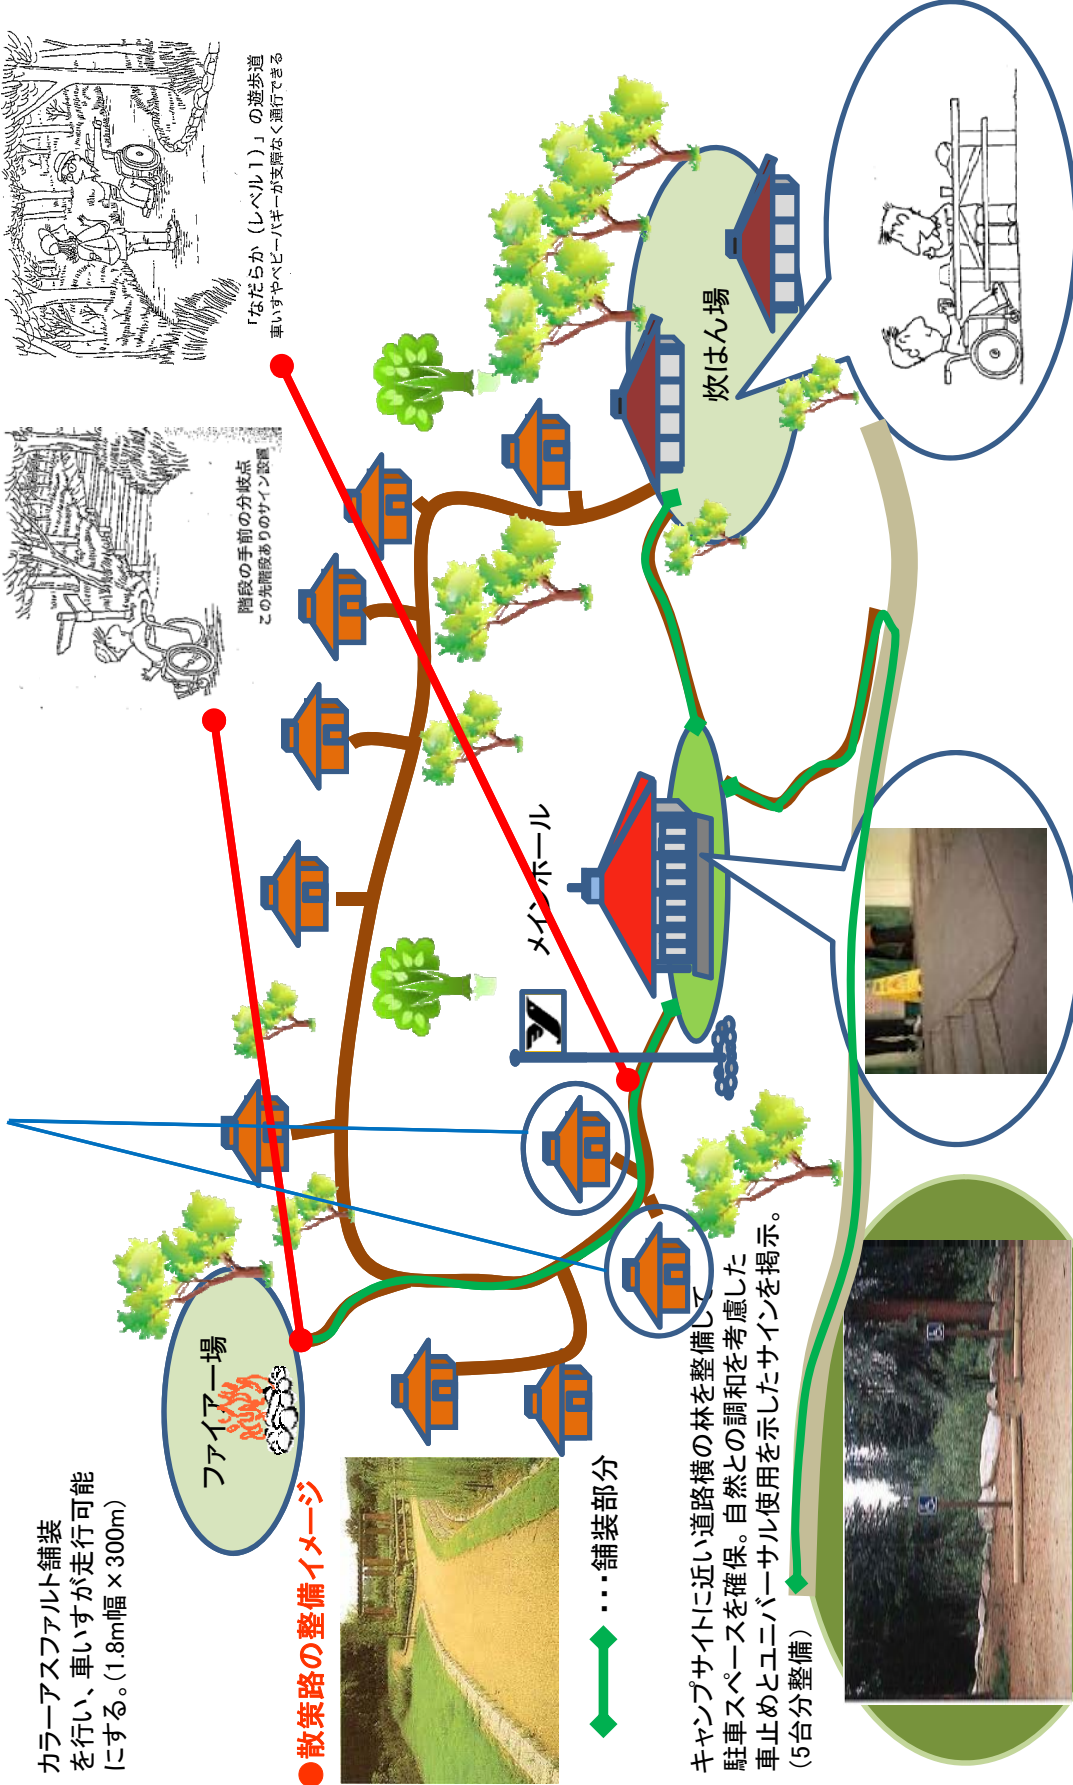 カラーアスファルト舗装
を行い、車いすが走行可能
にする。(1.8m幅×300m)
ファイアー場
階段の手前の分岐点
この先階段ありのサイン設置
「なだらか（レベル1）」の遊歩道
車いすやベビーバギーが支障なく通行できる
●散策路の整備イメージ
メインホール
炊はん場
･･･舗装部分
キャンプサイトに近い道路横の林を整備して
駐車スペースを確保。自然との調和を考慮した
車止めとユニバーサル使用を示したサインを掲示。
(5台分整備)